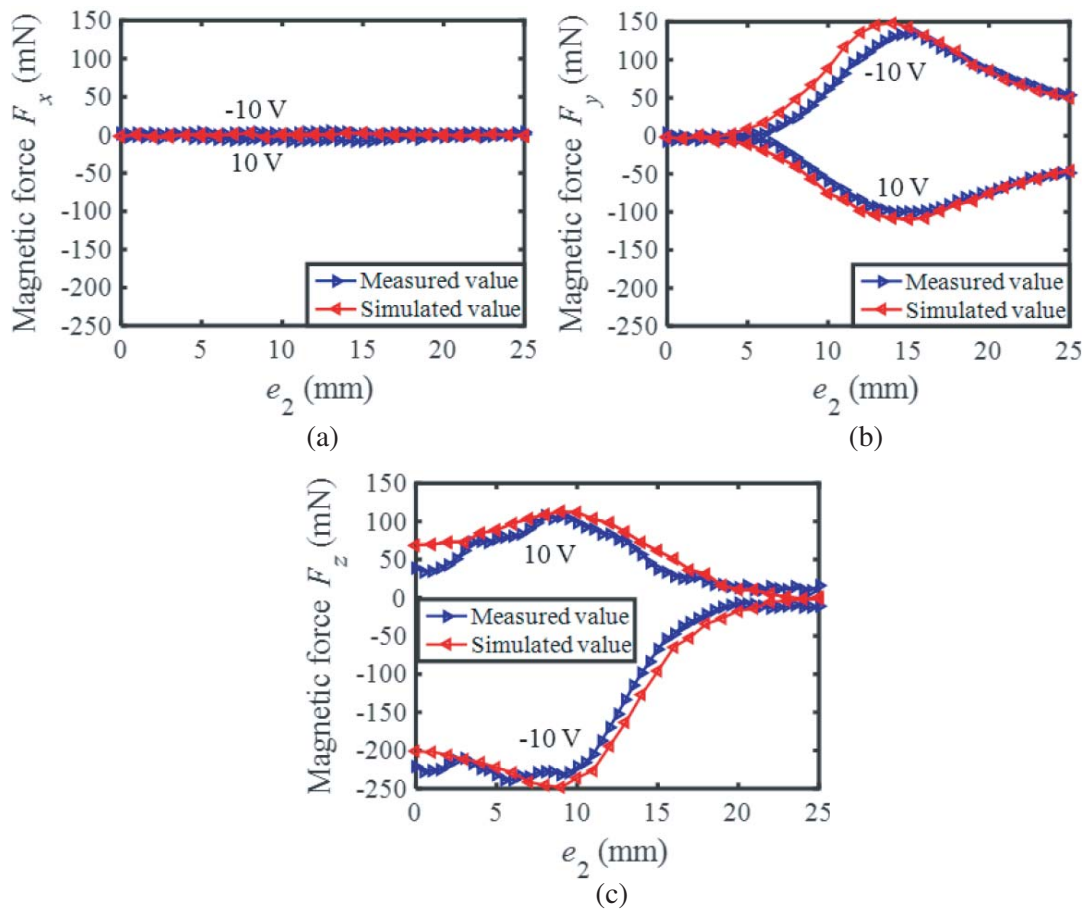 Magnetic force F_x (mN)
150
100
50
0
-50
-100
-150
-200
-250
-10 V
10 V
Measured value
Simulated value
0 5 10 15 20 25
e_2 (mm)
(a)
Magnetic force F_y (mN)
150
100
50
0
-50
-100
-150
-200
-250
-10 V
10 V
Measured value
Simulated value
0 5 10 15 20 25
e_2 (mm)
(b)
Magnetic force F_z (mN)
150
100
50
0
-50
-100
-150
-200
-250
10 V
Measured value
Simulated value
-10 V
0 5 10 15 20 25
e_2 (mm)
(c)